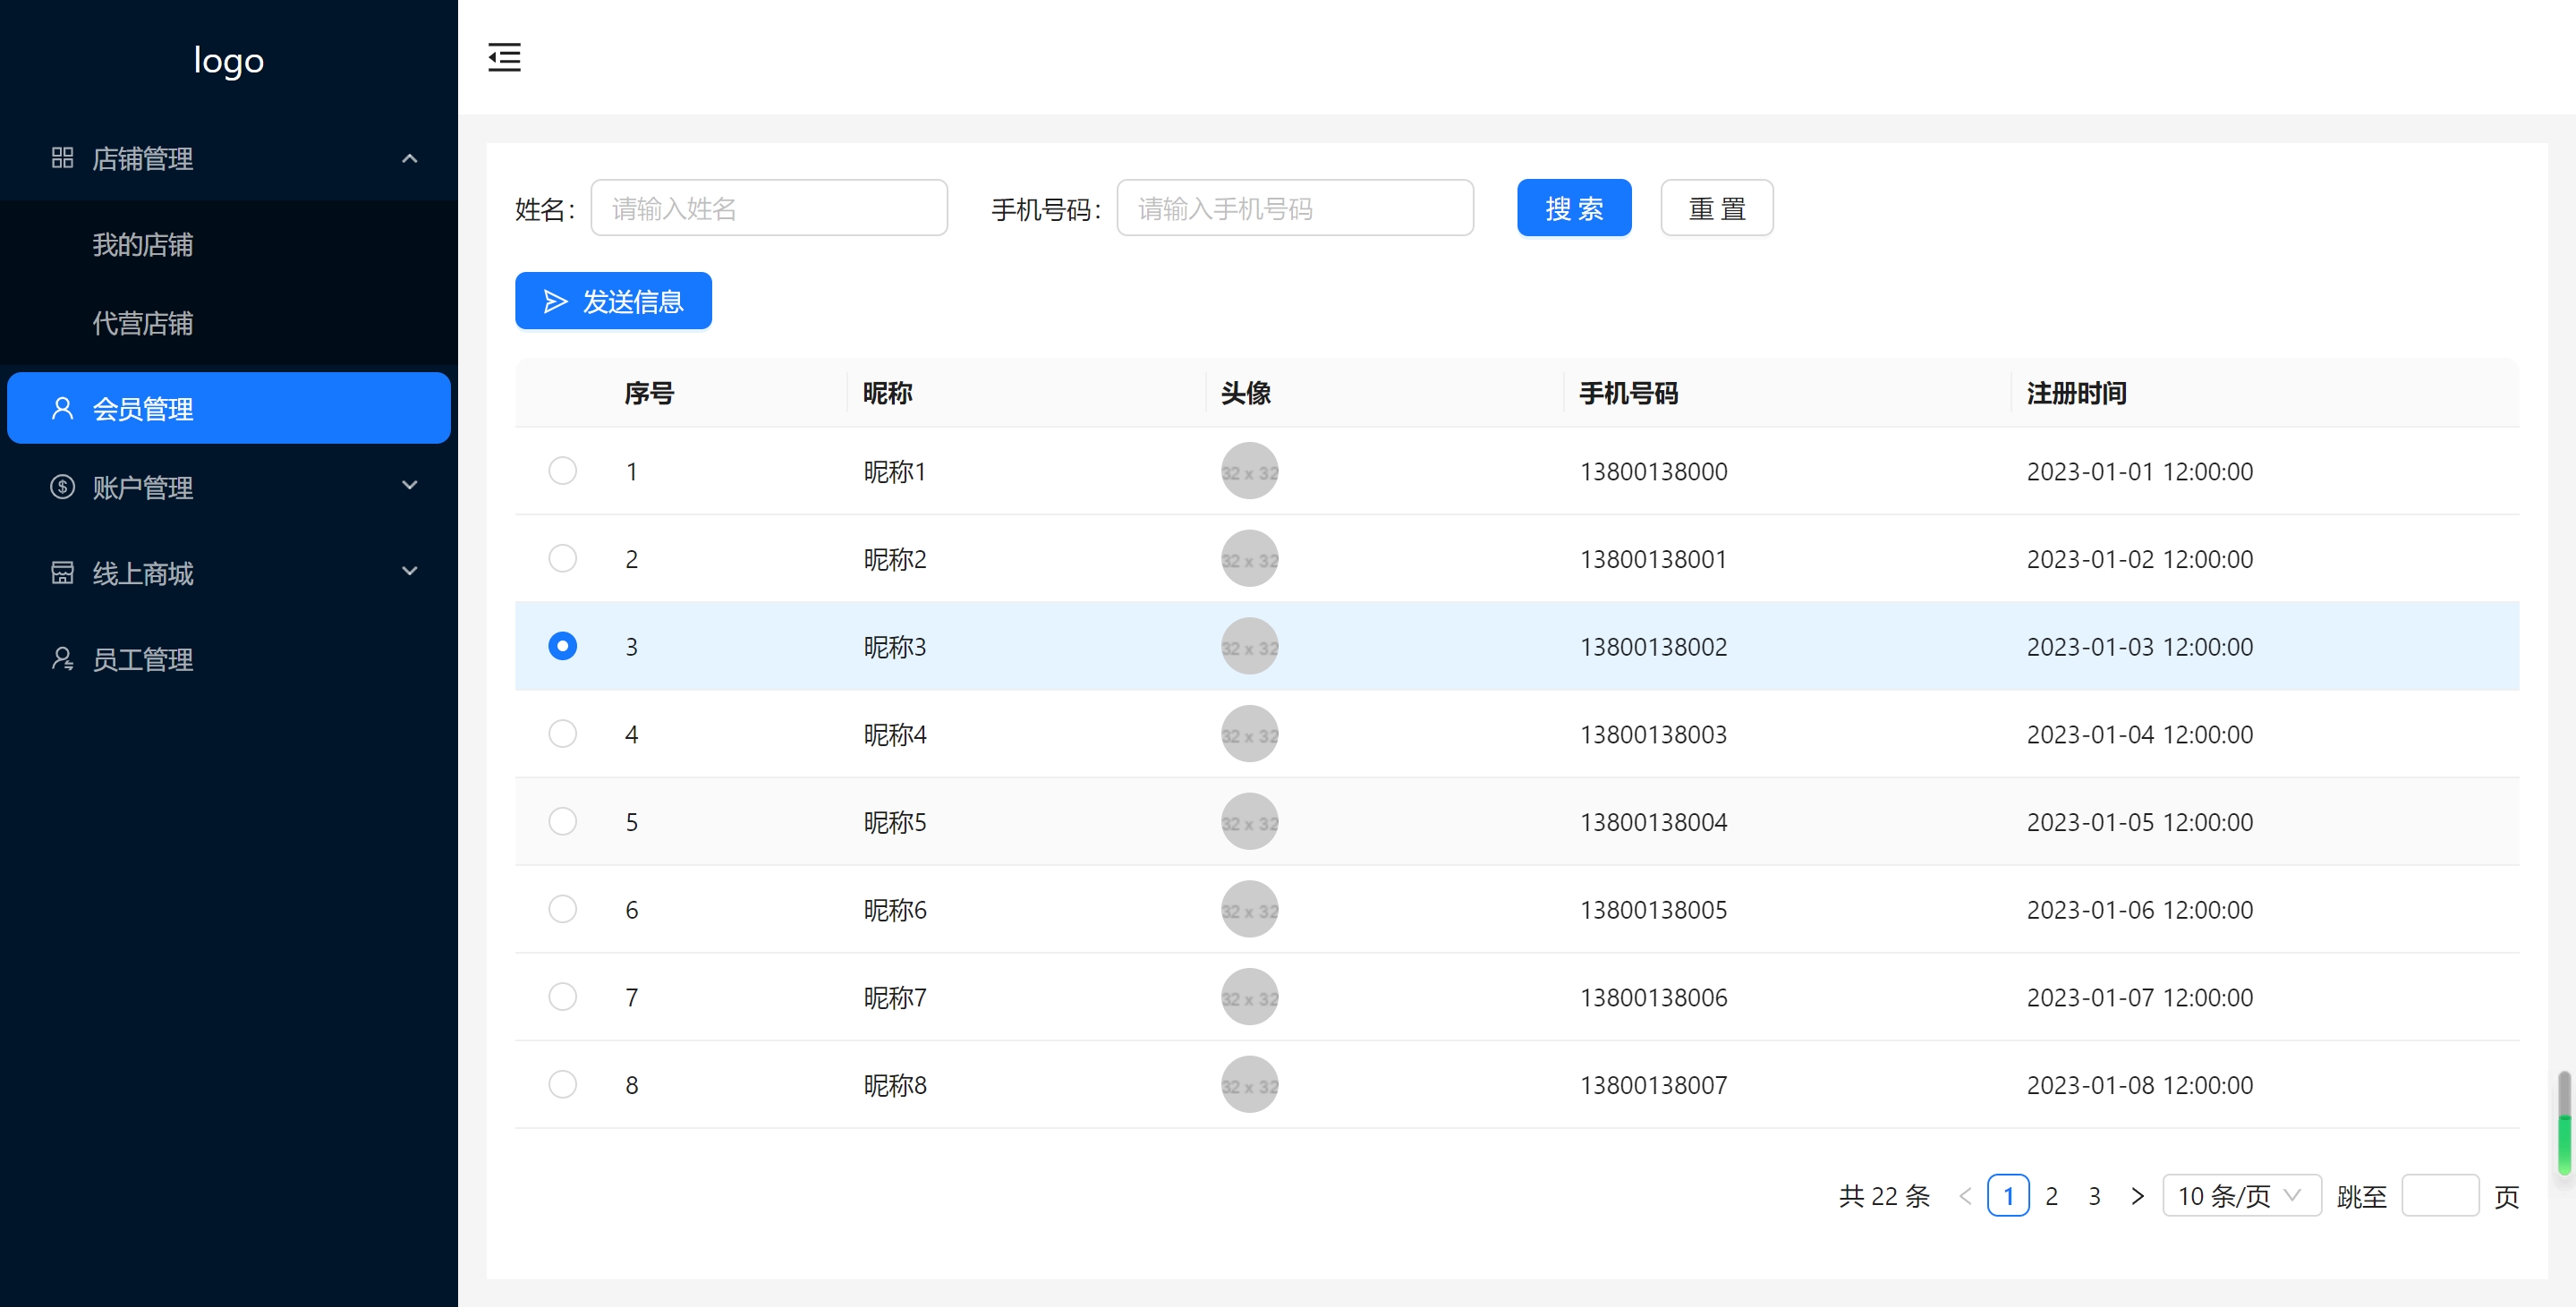 logo
店铺管理
我的店铺
代营店铺
会员管理
账户管理
线上商城
员工管理
姓名: 请输入姓名 手机号码: 请输入手机号码 搜 索 重 置
发送信息
序号 昵称 头像 手机号码 注册时间
1 昵称1 32 x 32 13800138000 2023-01-01 12:00:00
2 昵称2 32 x 32 13800138001 2023-01-02 12:00:00
3 昵称3 32 x 32 13800138002 2023-01-03 12:00:00
4 昵称4 32 x 32 13800138003 2023-01-04 12:00:00
5 昵称5 32 x 32 13800138004 2023-01-05 12:00:00
6 昵称6 32 x 32 13800138005 2023-01-06 12:00:00
7 昵称7 32 x 32 13800138006 2023-01-07 12:00:00
8 昵称8 32 x 32 13800138007 2023-01-08 12:00:00
共 22 条 < 1 2 3 > 10 条/页 跳至 页